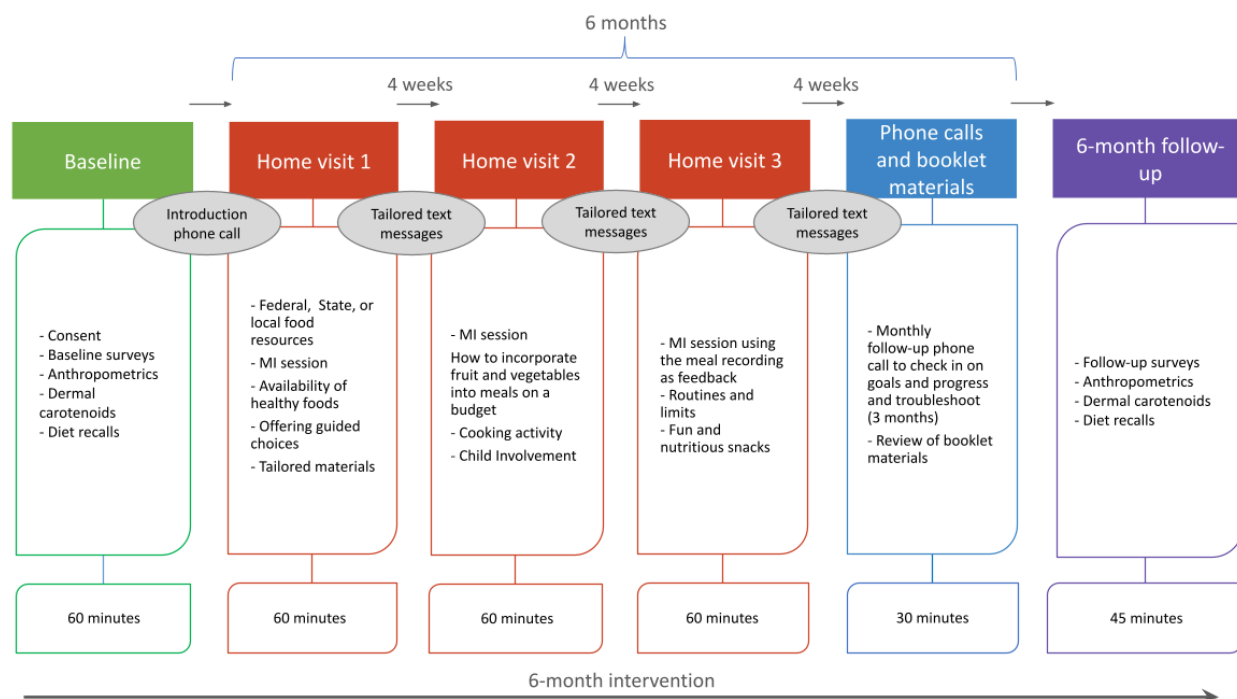 6 months
4 weeks
4 weeks
4 weeks
Baseline
Home visit 1
Home visit 2
Home visit 3
Phone calls
and booklet
materials
6-month follow-
up
Introduction
phone call
Tailored text
messages
Tailored text
messages
Tailored text
messages
- Consent
- Baseline surveys
- Anthropometrics
- Dermal
carotenoids
- Diet recalls
- Federal, State, or
local food
resources
- MI session
- Availability of
healthy foods
- Offering guided
choices
- Tailored materials
- MI session
How to incorporate
fruit and vegetables
into meals on a
budget
- Cooking activity
- Child Involvement
- MI session using
the meal recording
as feedback
- Routines and
limits
- Fun and
nutritious snacks
- Monthly
follow-up phone
call to check in on
goals and progress
and troubleshoot
(3 months)
- Review of booklet
materials
- Follow-up surveys
- Anthropometrics
- Dermal carotenoids
- Diet recalls
60 minutes
60 minutes
60 minutes
60 minutes
30 minutes
45 minutes
6-month intervention